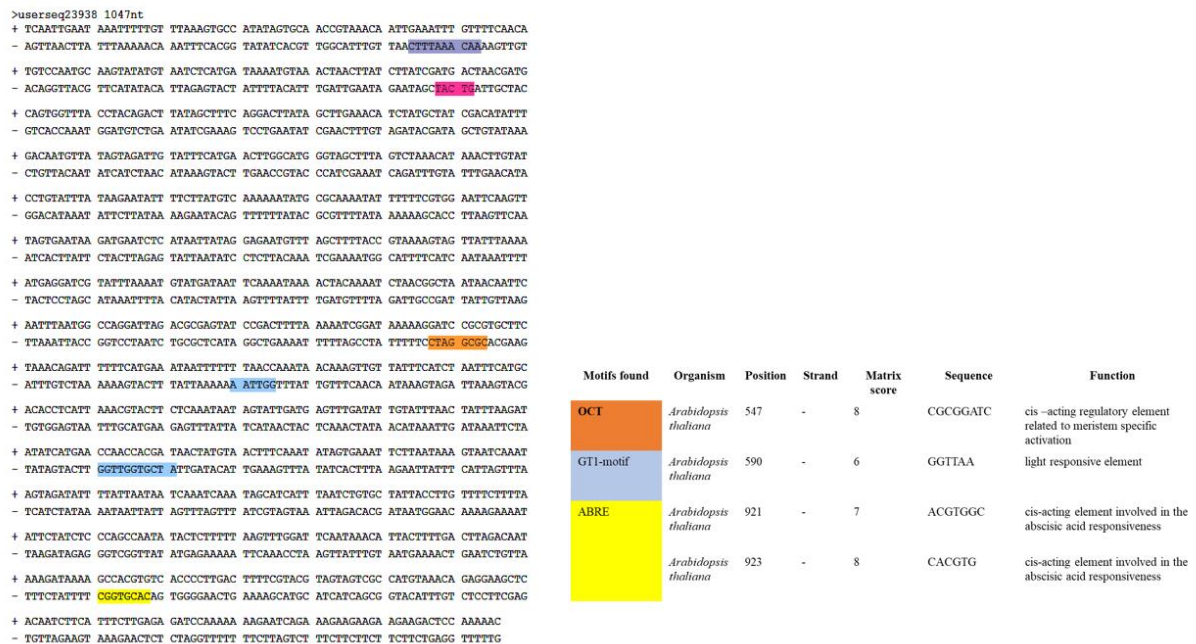 >userseq23938 1047nt
+ TCAATTGAAT AAATTTTTGT TTAAAGTGCC ATATAGTGCA ACCGTAAACA ATTGAAATTT GTTTTCAACA
- AGTTAACTTA TTTAAAAACA AATTTCACGG TATATCACGT TGGCATTTGT TAACTTTAAA CAAAAGTTGT
+ TGTCCAATGC AAGTATATGT AATCTCATGA TAAAATGTAA ACTAACTTAT CTTATCGATG ACTAACGATG
- ACAGGTTACG TTCATATACA TTAGAGTACT ATTTTACATT TGATTGAATA GAATAGCTAC TGATTGCTAC
+ CAGTGGTTTA CCTACAGACT TATAGCTTTC AGGACTTATA GCTTGAAACA TCTATGCTAT CGACATATTT
- GTCACCAAAT GGATGTCTGA ATATCGAAAG TCCTGAATAT CGAACTTTGT AGATACGATA GCTGTATAAA
+ GACAATGTTA TAGTAGATTG TATTTCATGA ACTTGGCATG GGTAGCTTTA GTCTAAACAT AAACTTGTAT
- CTGTTACAAT ATCATCTAAC ATAAAGTACT TGAACCGTAC CCATCGAAAT CAGATTTGTA TTTGAACATA
+ CCTGTATTTA TAAGAATATT TTCTTATGTC AAAAAATATG CGCAAAATAT TTTTTCGTGG AATTCAAGTT
- GGACATAAAT ATTCTTATAA AAGAATACAG TTTTTTATAC GCGTTTTATA AAAAAGCACC TTAAGTTCAA
+ TAGTGAATAA GATGAATCTC ATAATTATAG GAGAATGTTT AGCTTTTACC GTAAAAGTAG TTATTTAAAA
- ATCACTTATT CTACTTAGAG TATTAATATC CTCTTACAAA TCGAAAATGG CATTTTCATC AATAAATTTT
+ ATGAGGATCG TATTTAAAAT GTATGATAAT TCAAAATAAA ACTACAAAAT CTAACGGCTA ATAACAATTC
- TACTCCTAGC ATAAATTTTA CATACTATTA AGTTTTATTT TGATGTTTTA GATTGCCGAT TATTGTTAAG
+ AATTTAATGG CCAGGATTAG ACGCGAGTAT CCGACTTTTA AAAATCGGAT AAAAAGGATC CGCGTGCTTC
- TTAAATTACC GGTCCTAATC TGCGCTCATA GGCTGAAAAT TTTTAGCCTA TTTTTCCTAG GCGCACGAAG
+ TAAACAGATT TTTTCATGAA AATAATTTTT TAACCAAATA ACAAAGTTGT TATTTCATCT AATTTCATGC
- ATTTGTCTAA AAAAGTACTT TTATTAAAAA ATTGGTTTAT TGTTTCAACA ATAAAGTAGA TTAAAGTACG
+ ACACCTCATT AAACGTACTT CTCAAATAAT AGTATTGATG AGTTTGATAT TGTATTTAAC TATTTAAGAT
- TGTGGAGTAA TTTGCATGAA GAGTTTATTA TCATAACTAC TCAAACTATA ACATAAATTG ATAAATTCTA
+ ATATCATGAA CCAACCACGA TAACTATGTA ACTTTCAAAT ATAGTGAAAT TCTTAATAAA GTAATCAAAT
- TATAGTACTT GGTTGGTGCT ATTGATACAT TGAAAGTTTA TATCACTTTA AGAATTATTT CATTAGTTTA
+ AGTAGATATT TTATTAATAA TCAAATCAAA TAGCATCATT TAATCTGTGC TATTACCTTG TTTTCTTTTA
- TCATCTATAA AATAATTATT AGTTTAGTTT ATCGTAGTAA ATTAGACACG ATAATGGAAC AAAAGAAAAT
+ ATTCTATCTC CCAGCCAATA TACTCTTTTT AAGTTTGGAT TCAATAAACA TTACTTTTGA CTTAGACAAT
- TAAGATAGAG GGTCGGTTAT ATGAGAAAAA TTCAAACCTA AGTTATTTGT AATGAAAACT GAATCTGTTA
+ AAAGATAAAA GCCACGTGTC ACCCCTTGAC TTTTCGTACG TAGTAGTCGC CATGTAAACA GAGGAAGCTC
- TTTCTATTTT CGGTGCACAG TGGGGAACTG AAAAGCATGC ATCATCAGCG GTACATTTGT CTCCTTCGAG
+ ACAATCTTCA TTTCTTGAGA GATCCAAAAA AAGAATCAGA AAGAAGAAGA AGAAGACTCC AAAAAC
- TGTTAGAAGT AAAGAACTCT CTAGGTTTTT TTCTTAGTCT TTCTTCTTCT TCTTCTGAGG TTTTTG
Motifs found Organism Position Strand Matrix score Sequence Function
OCT Arabidopsis thaliana 547 - 8 CGCGGATC cis –acting regulatory element related to meristem specific activation
GT1-motif Arabidopsis thaliana 590 - 6 GGTTAA light responsive element
ABRE Arabidopsis thaliana 921 - 7 ACGTGGC cis-acting element involved in the abscisic acid responsiveness
Arabidopsis thaliana 923 - 8 CACGTG cis-acting element involved in the abscisic acid responsiveness